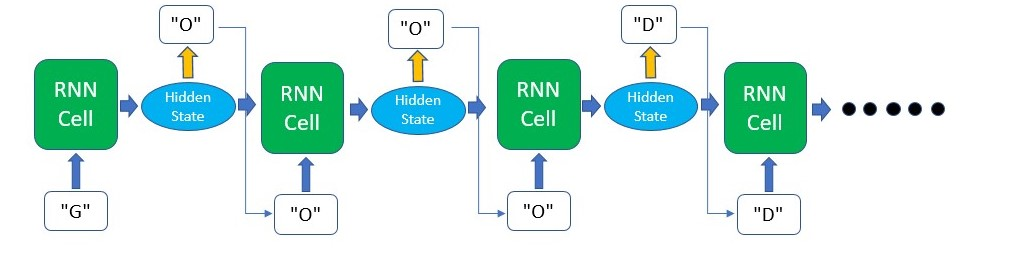 "O"
"O"
"D"
RNN
Cell
Hidden
State
RNN
Cell
Hidden
State
RNN
Cell
Hidden
State
RNN
Cell
"G"
"O"
"O"
"D"